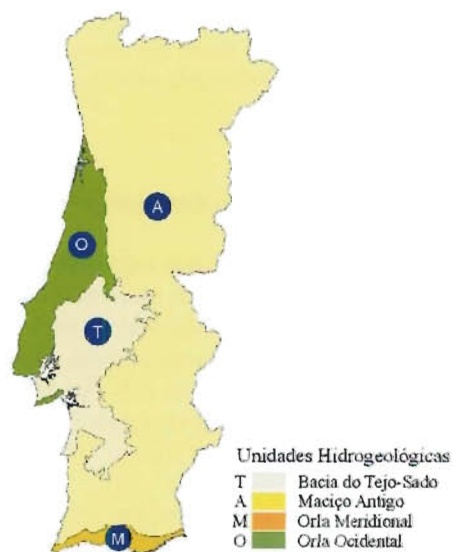 A
O
T
M
Unidades Hidrogeológicas
T Bacia do Tejo-Sado
A Maciço Antigo
M Orla Meridional
O Orla Ocidental